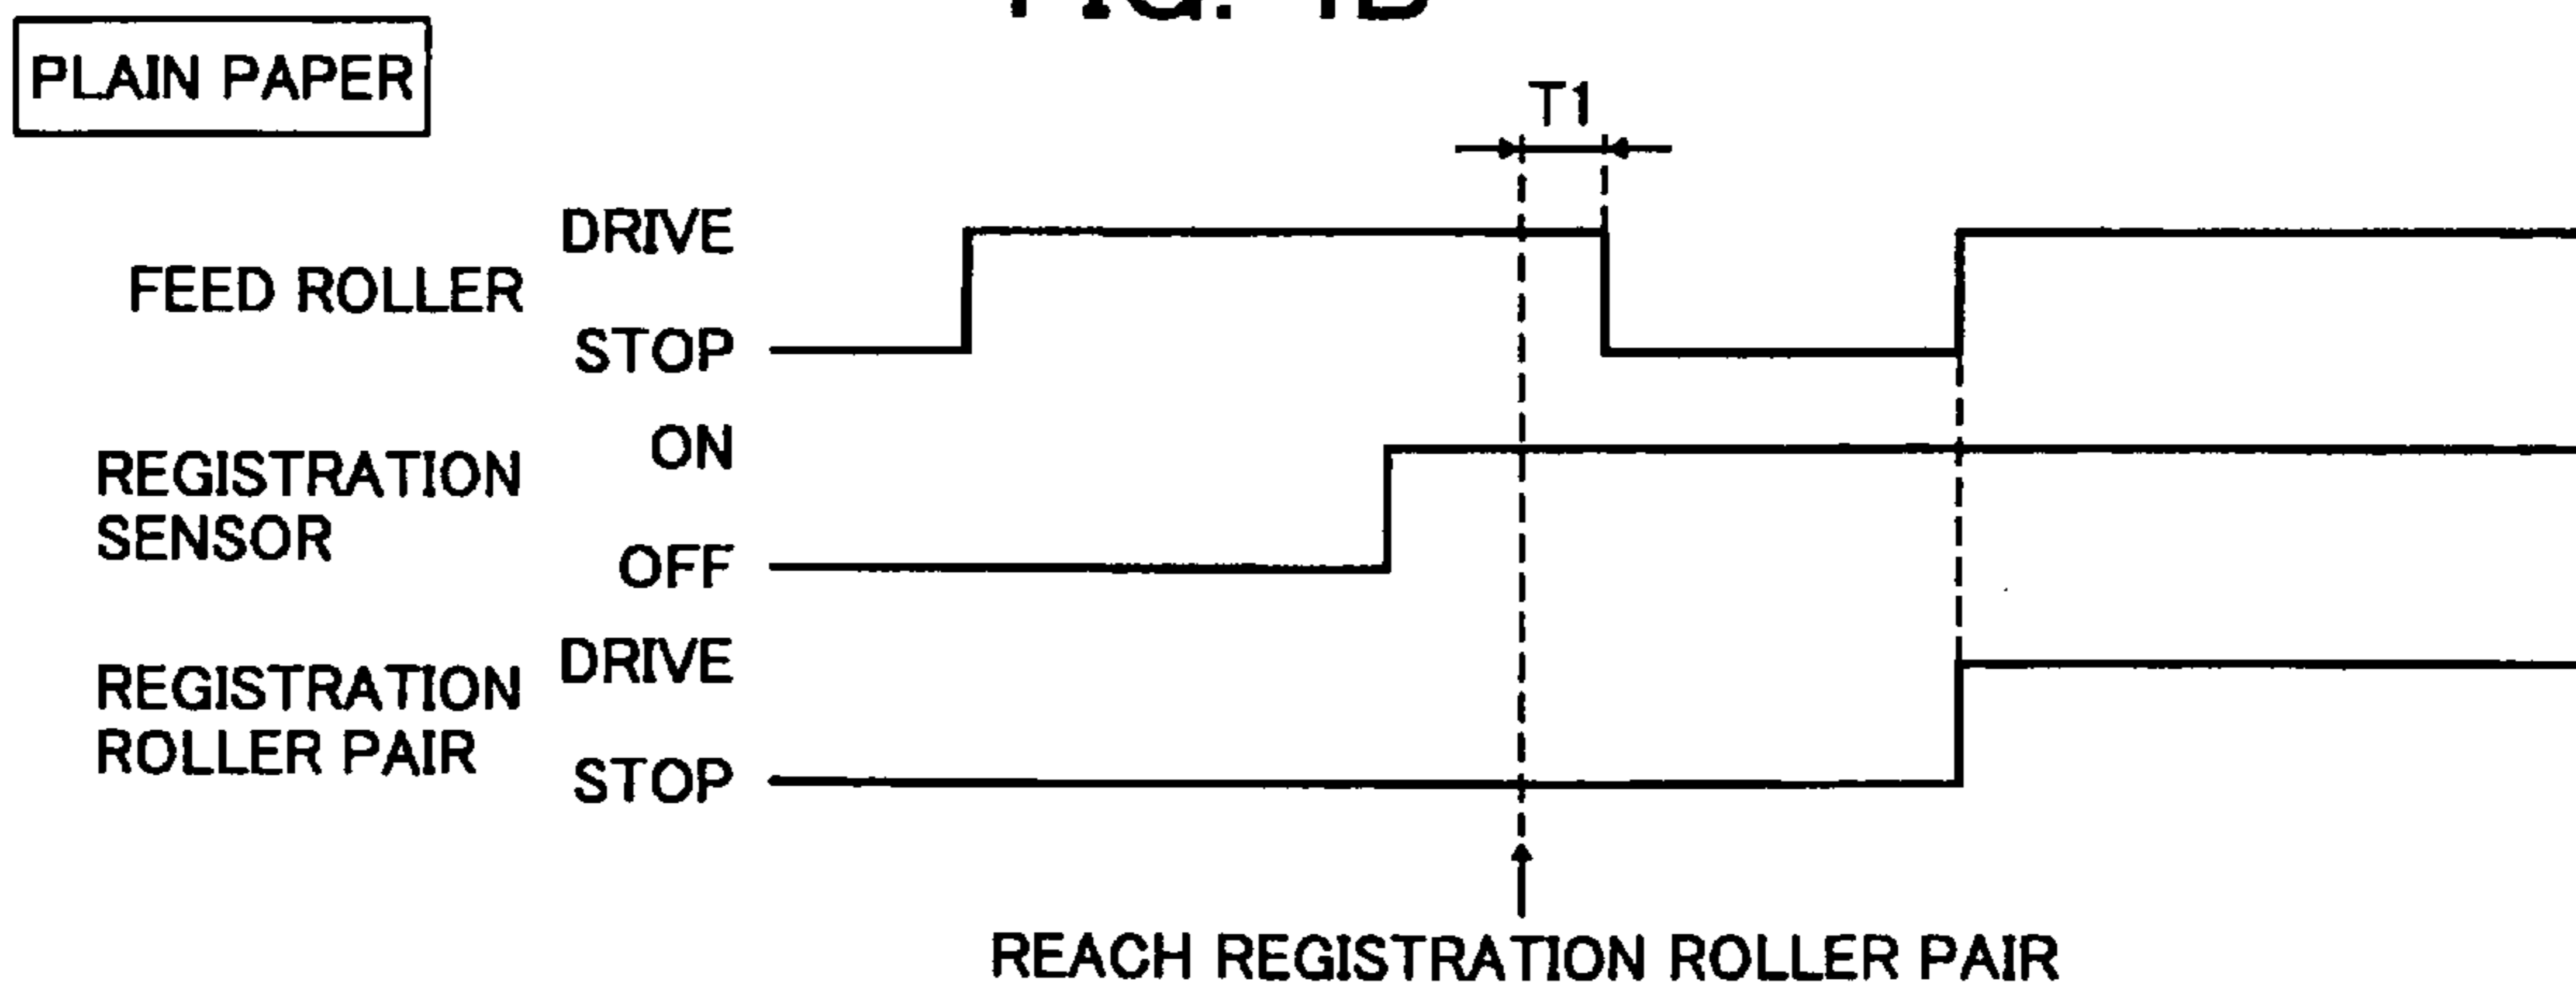 PLAIN PAPER
T1
FEED ROLLER
DRIVE
STOP
REGISTRATION
SENSOR
ON
OFF
REGISTRATION
ROLLER PAIR
DRIVE
STOP
REACH REGISTRATION ROLLER PAIR